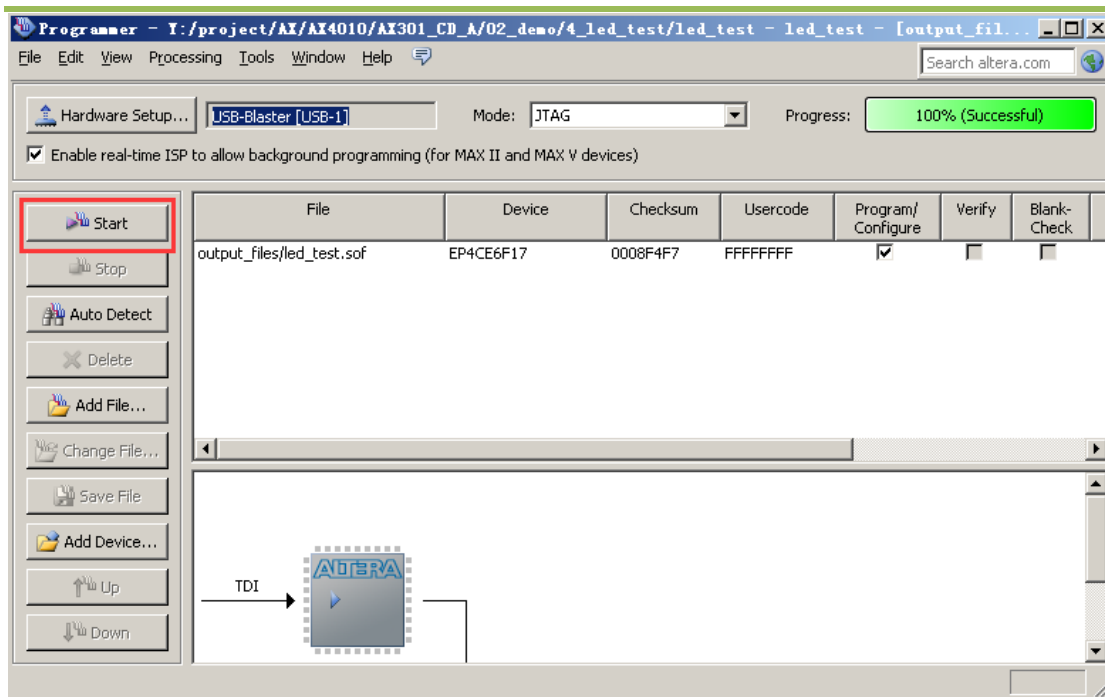 Programmer - Y:/project/AX/AX4010/AX301_CD_A/02_demo/4_led_test/led_test - led_test - [output_fil...
File Edit View Processing Tools Window Help
Search altera.com
Hardware Setup... USB-Blaster [USB-1] Mode: JTAG Progress: 100% (Successful)
Enable real-time ISP to allow background programming (for MAX II and MAX V devices)
Start
Stop
Auto Detect
Delete
Add File...
Change File...
Save File
Add Device...
Up
Down
File Device Checksum Usercode Program/ Verify Blank-
Configure Check
output_files/led_test.sof EP4CE6F17 0008F4F7 FFFFFFFF
TDI
ALTERA